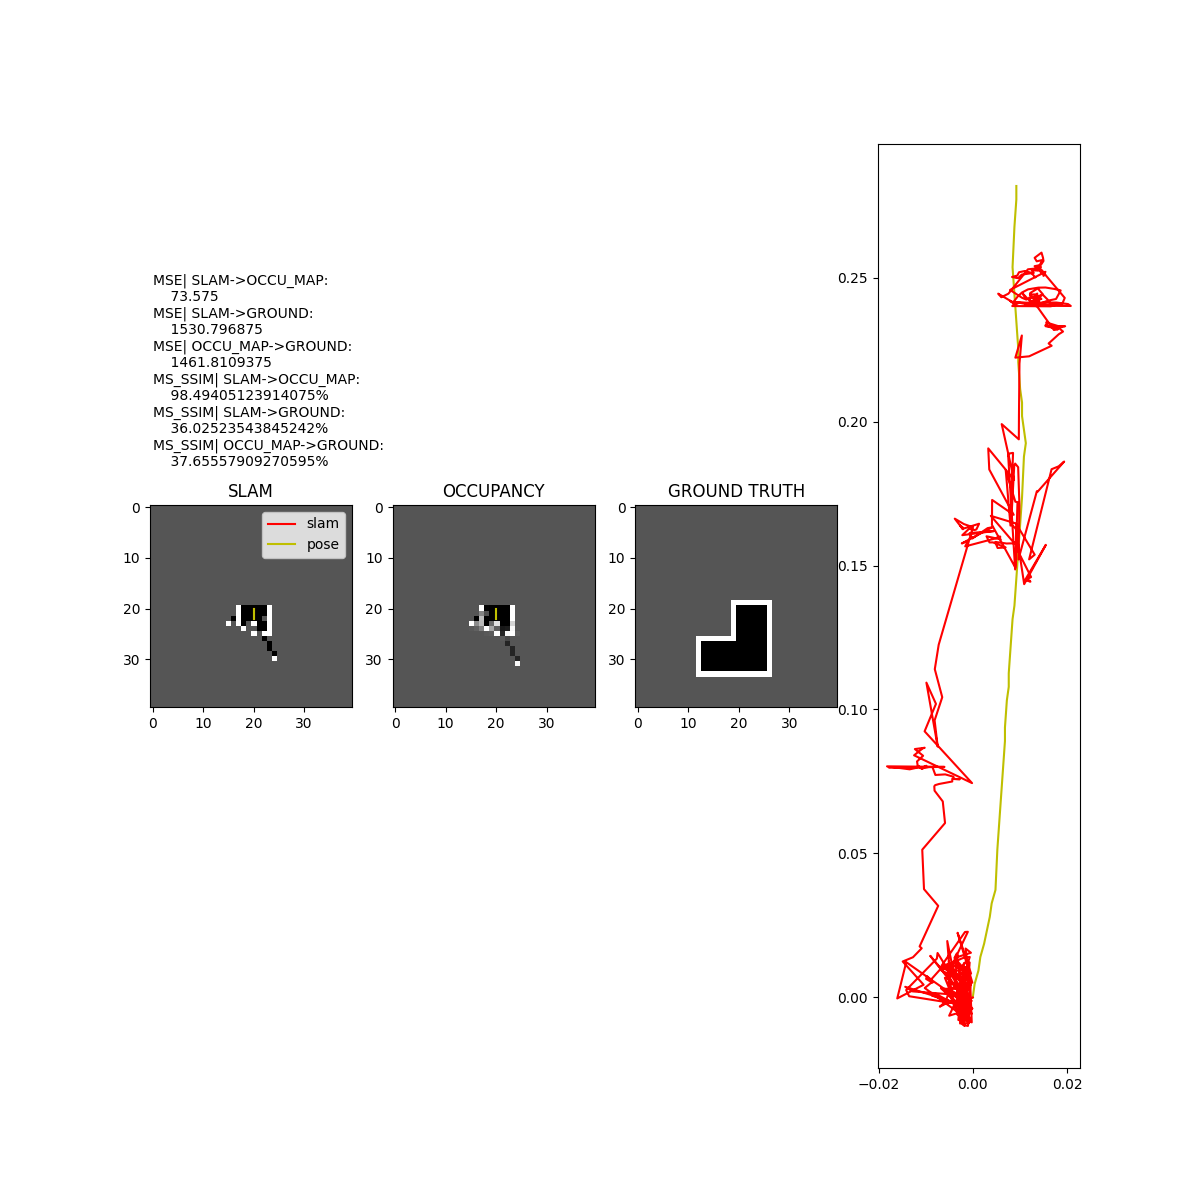 MSE| SLAM->OCCU_MAP:
73.575
MSE| SLAM->GROUND:
1530.796875
MSE| OCCU_MAP->GROUND:
1461.8109375
MS_SSIM| SLAM->OCCU_MAP:
98.49405123914075%
MS_SSIM| SLAM->GROUND:
36.02523543845242%
MS_SSIM| OCCU_MAP->GROUND:
37.65557909270595%
SLAM
slam
pose
0
10
20
30
0 10 20 30
OCCUPANCY
0
10
20
30
0 10 20 30
GROUND TRUTH
0
10
20
30
0 10 20 30
0.25
0.20
0.15
0.10
0.05
0.00
−0.02 0.00 0.02